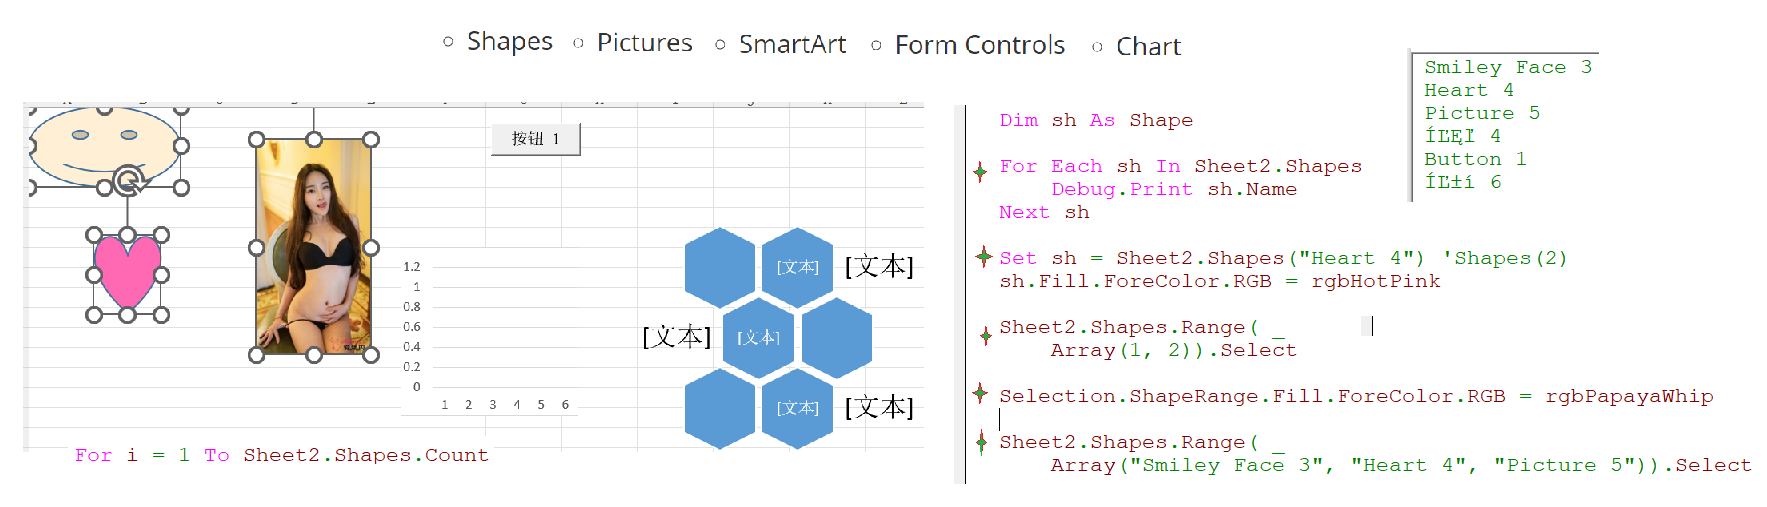 ○ Shapes ○ Pictures ○ SmartArt ○ Form Controls ○ Chart
按钮 1
[文本] [文本]
[文本] [文本]
[文本] [文本]
1.2
1
0.8
0.6
0.4
0.2
0
1 2 3 4 5 6
For i = 1 To Sheet2.Shapes.Count
Smiley Face 3
Heart 4
Picture 5
ÍĽĘľ 4
Button 1
ÍĽ±í 6
Dim sh As Shape
For Each sh In Sheet2.Shapes
Debug.Print sh.Name
Next sh
Set sh = Sheet2.Shapes("Heart 4") 'Shapes(2)
sh.Fill.ForeColor.RGB = rgbHotPink
Sheet2.Shapes.Range( _
Array(1, 2)).Select
Selection.ShapeRange.Fill.ForeColor.RGB = rgbPapayaWhip
Sheet2.Shapes.Range( _
Array("Smiley Face 3", "Heart 4", "Picture 5")).Select